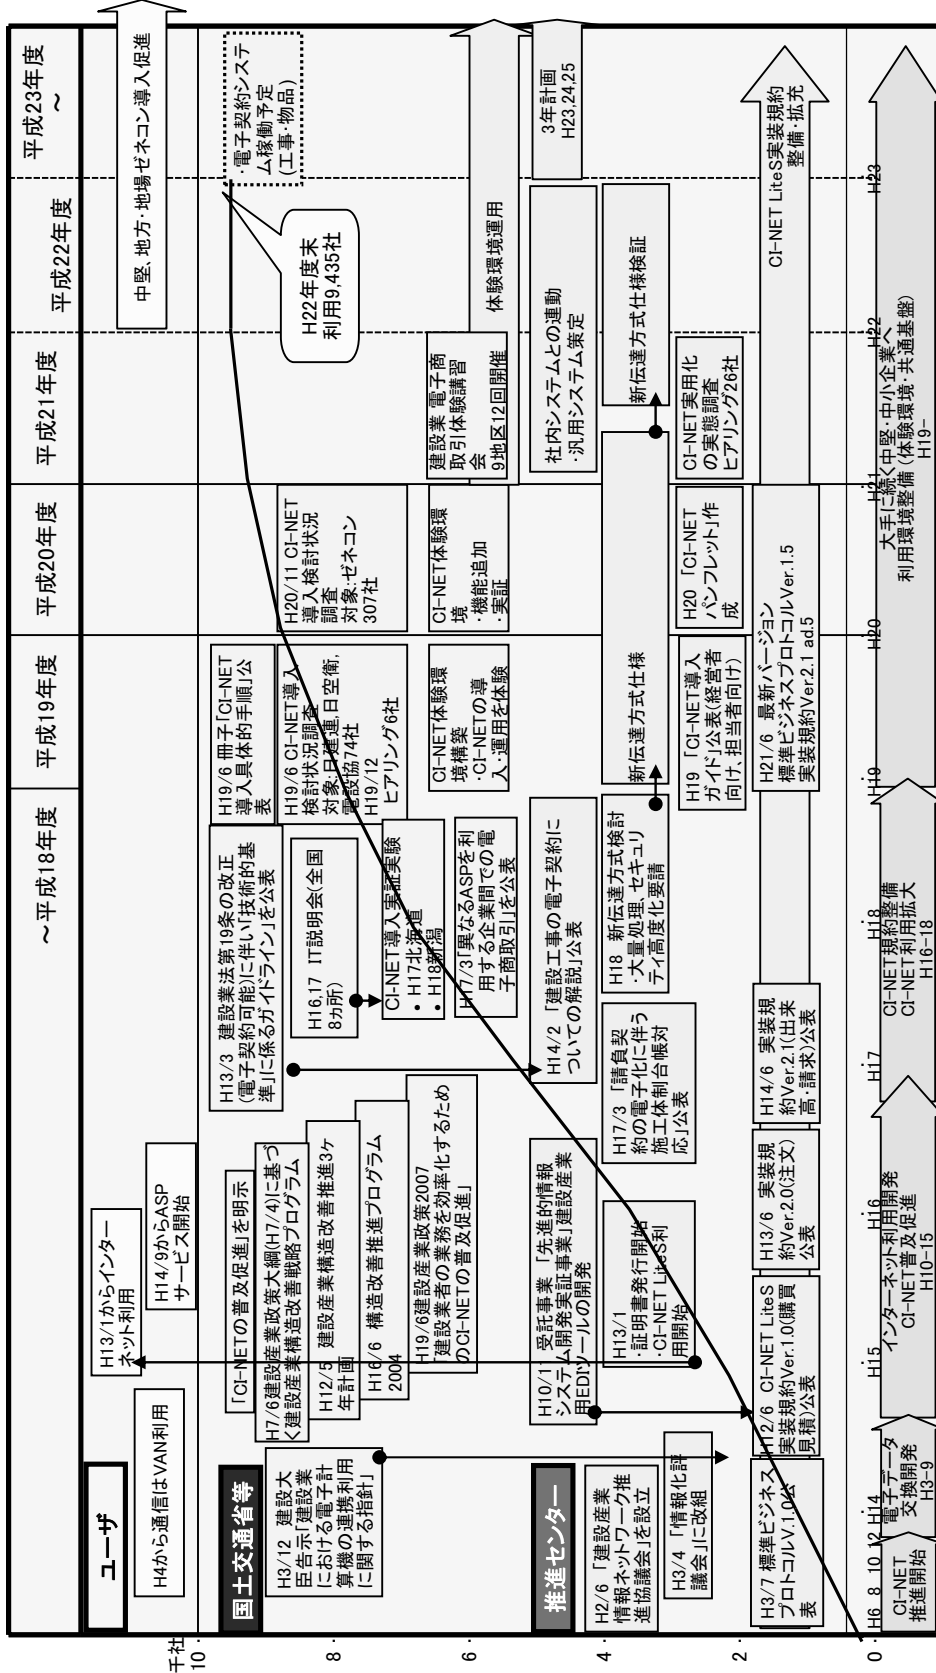 ～平成18年度
平成19年度
平成20年度
平成21年度
平成22年度
平成23年度
～
ユーザ
H4から通信はVAN利用
H13/1からインター
ネット利用
H14/9からASP
サービス開始
中堅、地方・地場ゼネコン導入促進
千社
10
8
6
4
2
0
国土交通省等
H3/12 建設大
臣告示「建設業
における電子計
算機の連携利用
に関する指針」
「CI-NETの普及促進」を明示
H7/6建設産業政策大綱(H7/4)に基づ
く建設産業構造改善戦略プログラム
H12/5 建設産業構造改善推進3ヶ
年計画
H16/6 構造改善推進プログラム
2004
H19/6建設産業政策2007
「建設業者の業務を効率化するため
のCI-NETの普及促進」
H13/3 建設業法第19条の改正
(電子契約可能)に伴い「技術的基
準」に係るガイドライン」を公表
H16,17 IT説明会(全国
8カ所)
CI-NET導入実証実験
• H17北海道
• H18新潟
H17/3「異なるASPを利
用する企業間での電
子商取引」を公表
H19/6 冊子「CI-NET
導入具体的手順」公
表
H19/6 CI-NET導入
検討状況調査
対象:日建連,日空衛,
電設協74社
H19/12
ヒアリング6社
H20/11 CI-NET
導入検討状況
調査
対象:ゼネコン
307社
H22年度末
利用9,435社
・電子契約システ
ム稼働予定
(工事・物品)
CI-NET体験環
境構築
・CI-NETの導
入・運用を体験
CI-NET体験環
境
・機能追加
・実証
建設業 電子商
取引体験講習
会
9地区12回開催
体験環境運用
推進センター
H2/6 「建設産業
情報ネットワーク推
進協議会」を設立
H3/4 「情報化評
議会」に改組
H10/1 受託事業 「先進的情報
システム開発実証事業」建設産業
用EDIツールの開発
H13/1
・証明書発行開始
・CI-NET LiteS利
用開始
H14/2 「建設工事の電子契約に
ついての解説」公表
H17/3 「請負契
約の電子化に伴う
施工体制台帳対
応」公表
H18 新伝達方式検討
・大量処理、セキュリ
ティ高度化要請
新伝達方式仕様
新伝達方式仕様検証
社内システムとの連動
・汎用システム策定
3年計画
H23,24,25
H19 「CI-NET導入
ガイド」公表(経営者
向け、担当者向け)
H20 「CI-NET
パンフレット」作
成
CI-NET実用化
の実態調査
ヒアリング26社
H3/7 標準ビジネス
プロトコルV.1.0公
表
H12/6 CI-NET LiteS
実装規約Ver.1.0(購買
見積)公表
H13/6 実装規
約Ver.2.0(注文)
公表
H14/6 実装規
約Ver.2.1(出来
高・請求)公表
H21/6 最新バージョン
標準ビジネスプロトコルVer.1.5
実装規約Ver.2.1 ad.5
CI-NET LiteS実装規約
整備・拡充
H6 8 10 12 H14 H15 H16 H17 H18 H19 H20 H21 H22 H23
CI-NET
推進開始
電子データ
交換開発
H3-9
インターネット利用開発
CI-NET普及促進
H10-15
CI-NET規約整備
CI-NET利用拡大
H16-18
大手に続く中堅・中小企業へ
利用環境整備 (体験環境・共通基盤)
H19-